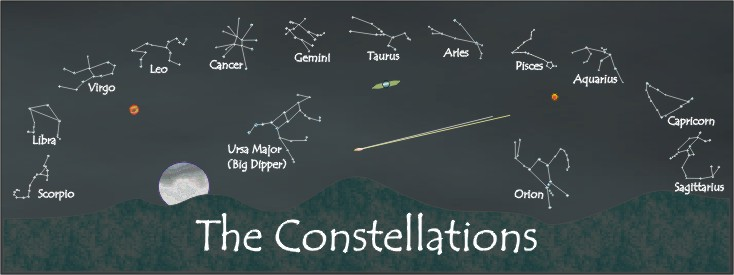 Gemini
Taurus
Aries
Cancer
Pisces
Leo
Aquarius
Virgo
Capricorn
Libra
Ursa Major
(Big Dipper)
Sagittarius
Scorpio
Orion
The Constellations